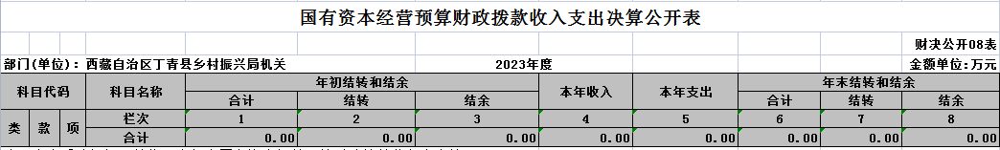 国有资本经营预算财政拨款收入支出决算公开表
财决公开08表
部门(单位)：西藏自治区丁青县乡村振兴局机关 2023年度 金额单位:万元
科目代码 科目名称 年初结转和结余 本年收入 本年支出 年末结转和结余
合计 结转 结余 合计 结转 结余
类 款 项 栏次 1 2 3 4 5 6 7 8
合计 0.00 0.00 0.00 0.00 0.00 0.00 0.00 0.00